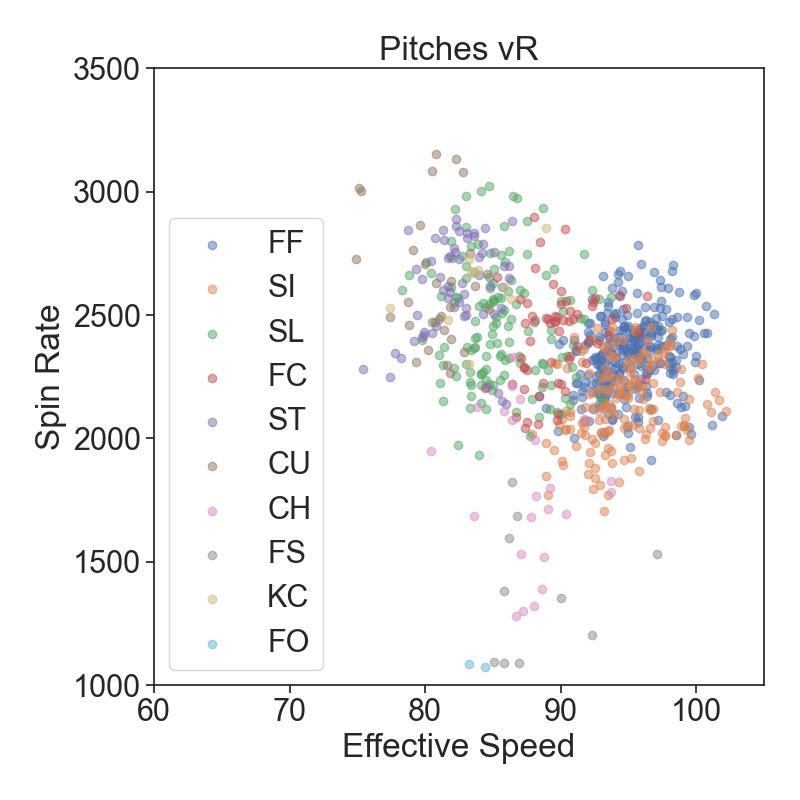 Pitches vR
3500
3000
2500
2000
1500
1000
Spin Rate
FF
SI
SL
FC
ST
CU
CH
FS
KC
FO
60
70
80
90
100
Effective Speed